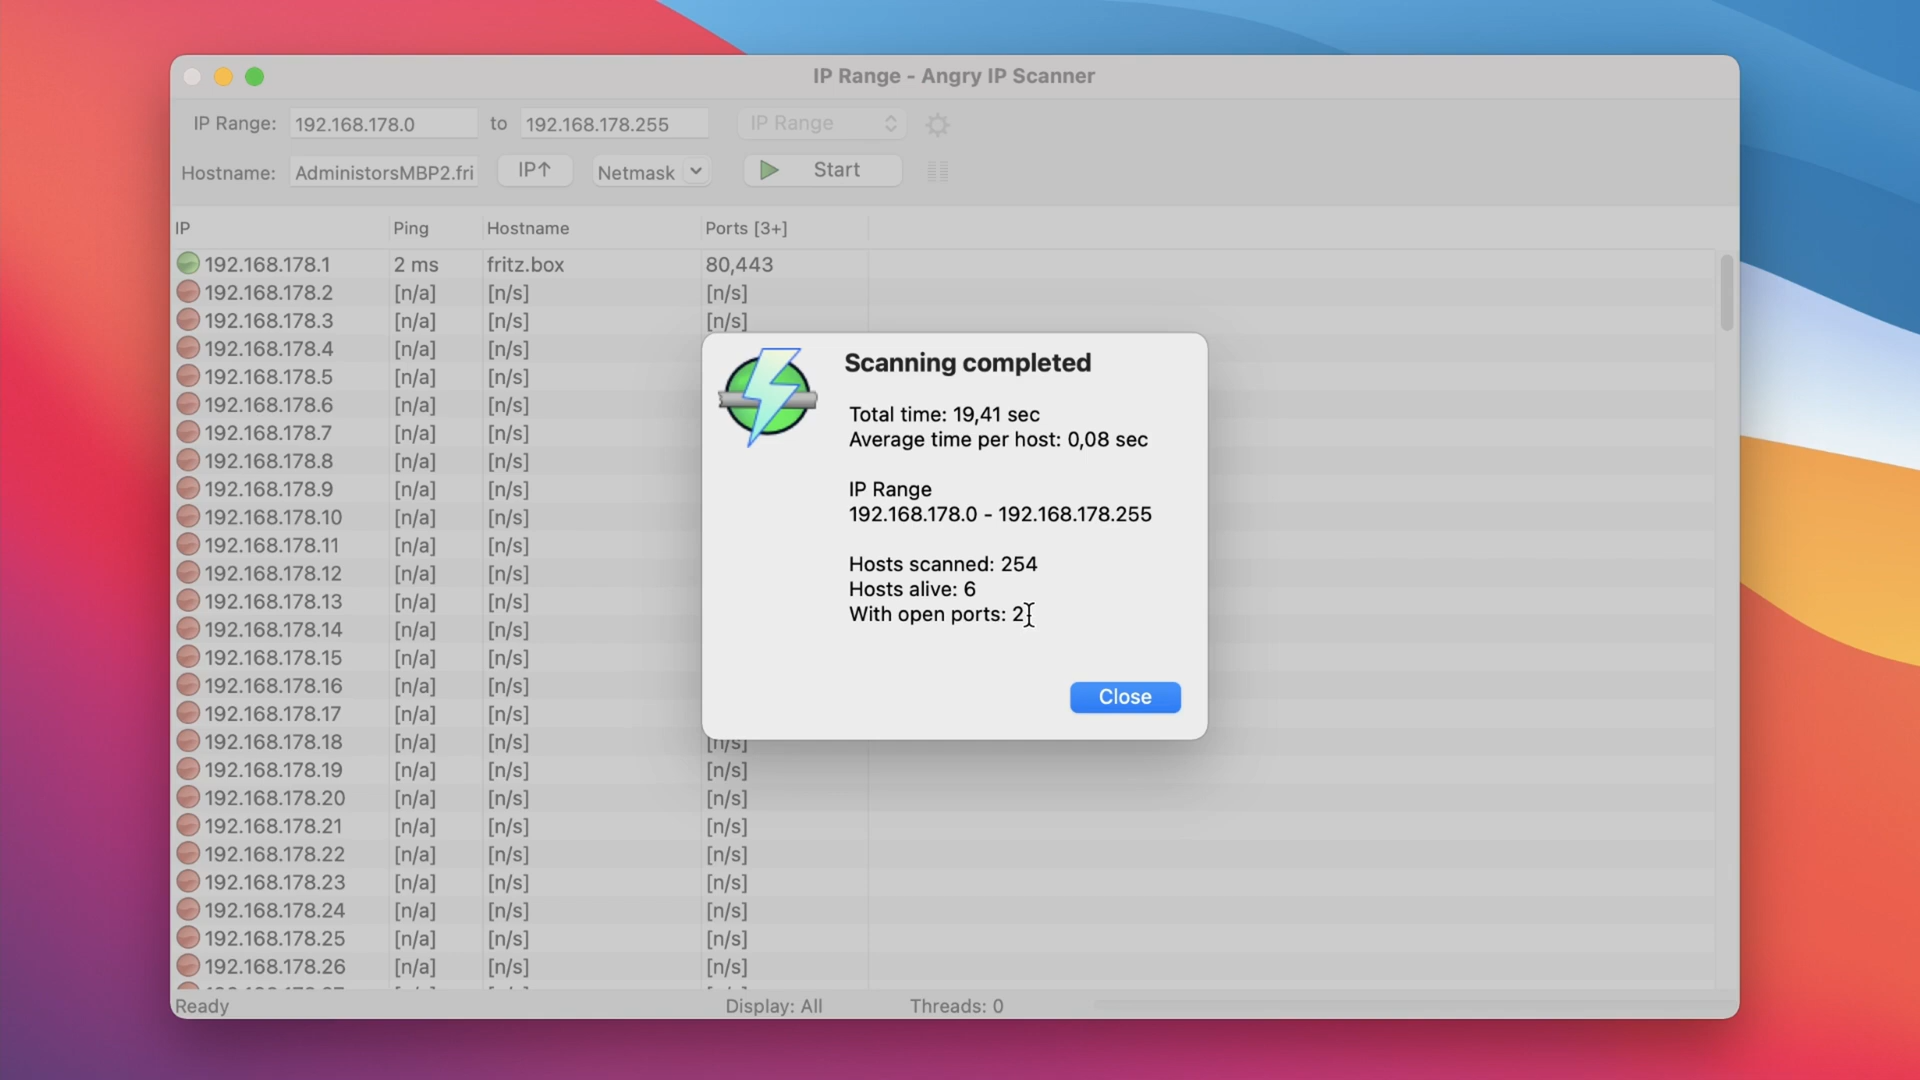 IP Range - Angry IP Scanner
IP Range: 192.168.178.0 to 192.168.178.255 IP Range
Hostname: AdministorsMBP2.fri IP↑ Netmask Start
IP Ping Hostname Ports [3+]
192.168.178.1 2 ms fritz.box 80,443
192.168.178.2 [n/a] [n/s] [n/s]
192.168.178.3 [n/a] [n/s] [n/s]
192.168.178.4 [n/a] [n/s]
192.168.178.5 [n/a] [n/s]
192.168.178.6 [n/a] [n/s]
192.168.178.7 [n/a] [n/s]
192.168.178.8 [n/a] [n/s]
192.168.178.9 [n/a] [n/s]
192.168.178.10 [n/a] [n/s]
192.168.178.11 [n/a] [n/s]
192.168.178.12 [n/a] [n/s]
192.168.178.13 [n/a] [n/s]
192.168.178.14 [n/a] [n/s]
192.168.178.15 [n/a] [n/s]
192.168.178.16 [n/a] [n/s]
192.168.178.17 [n/a] [n/s]
192.168.178.18 [n/a] [n/s] [n/s]
192.168.178.19 [n/a] [n/s] [n/s]
192.168.178.20 [n/a] [n/s] [n/s]
192.168.178.21 [n/a] [n/s] [n/s]
192.168.178.22 [n/a] [n/s] [n/s]
192.168.178.23 [n/a] [n/s] [n/s]
192.168.178.24 [n/a] [n/s] [n/s]
192.168.178.25 [n/a] [n/s] [n/s]
192.168.178.26 [n/a] [n/s] [n/s]
Scanning completed
Total time: 19,41 sec
Average time per host: 0,08 sec
IP Range
192.168.178.0 - 192.168.178.255
Hosts scanned: 254
Hosts alive: 6
With open ports: 2
Close
Ready Display: All Threads: 0